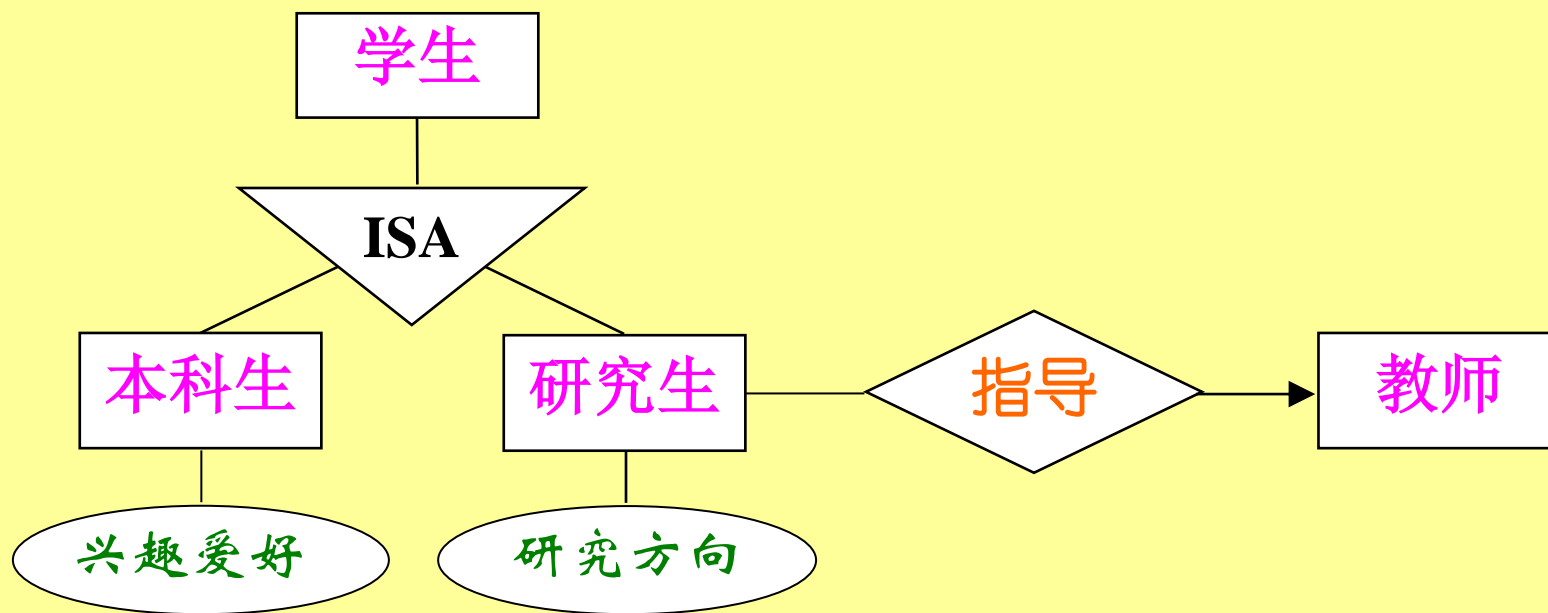 学生
ISA
本科生
研究生
指导
教师
兴趣爱好
研究方向